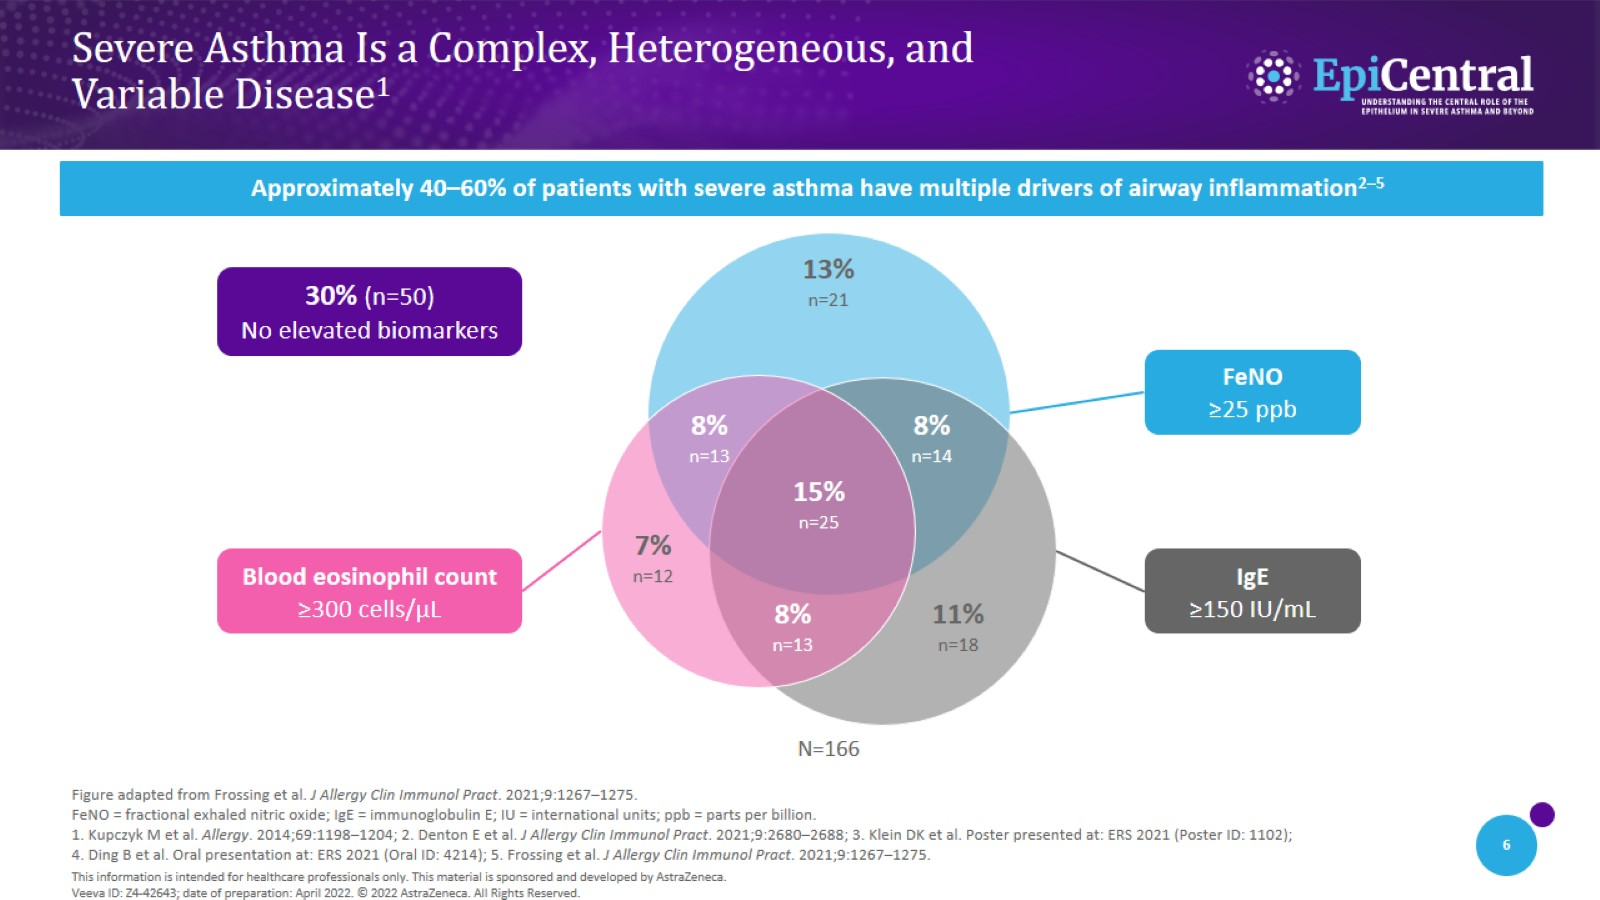 Severe Asthma Is a Complex, Heterogeneous, and
Variable Disease¹
EpiCentral
UNDERSTANDING THE CENTRAL ROLE OF THE
EPITHELIUM IN SEVERE ASTHMA AND BEYOND
Approximately 40–60% of patients with severe asthma have multiple drivers of airway inflammation²⁻⁵
30% (n=50)
No elevated biomarkers
13%
n=21
FeNO
≥25 ppb
8%
n=13
8%
n=14
15%
n=25
7%
n=12
Blood eosinophil count
≥300 cells/µL
IgE
≥150 IU/mL
8%
n=13
11%
n=18
N=166
Figure adapted from Frossing et al. J Allergy Clin Immunol Pract. 2021;9:1267–1275.
FeNO = fractional exhaled nitric oxide; IgE = immunoglobulin E; IU = international units; ppb = parts per billion.
1. Kupczyk M et al. Allergy. 2014;69:1198–1204; 2. Denton E et al. J Allergy Clin Immunol Pract. 2021;9:2680–2688; 3. Klein DK et al. Poster presented at: ERS 2021 (Poster ID: 1102);
4. Ding B et al. Oral presentation at: ERS 2021 (Oral ID: 4214); 5. Frossing et al. J Allergy Clin Immunol Pract. 2021;9:1267–1275.
This information is intended for healthcare professionals only. This material is sponsored and developed by AstraZeneca.
Veeva ID: Z4-42643; date of preparation: April 2022. © 2022 AstraZeneca. All Rights Reserved.
6